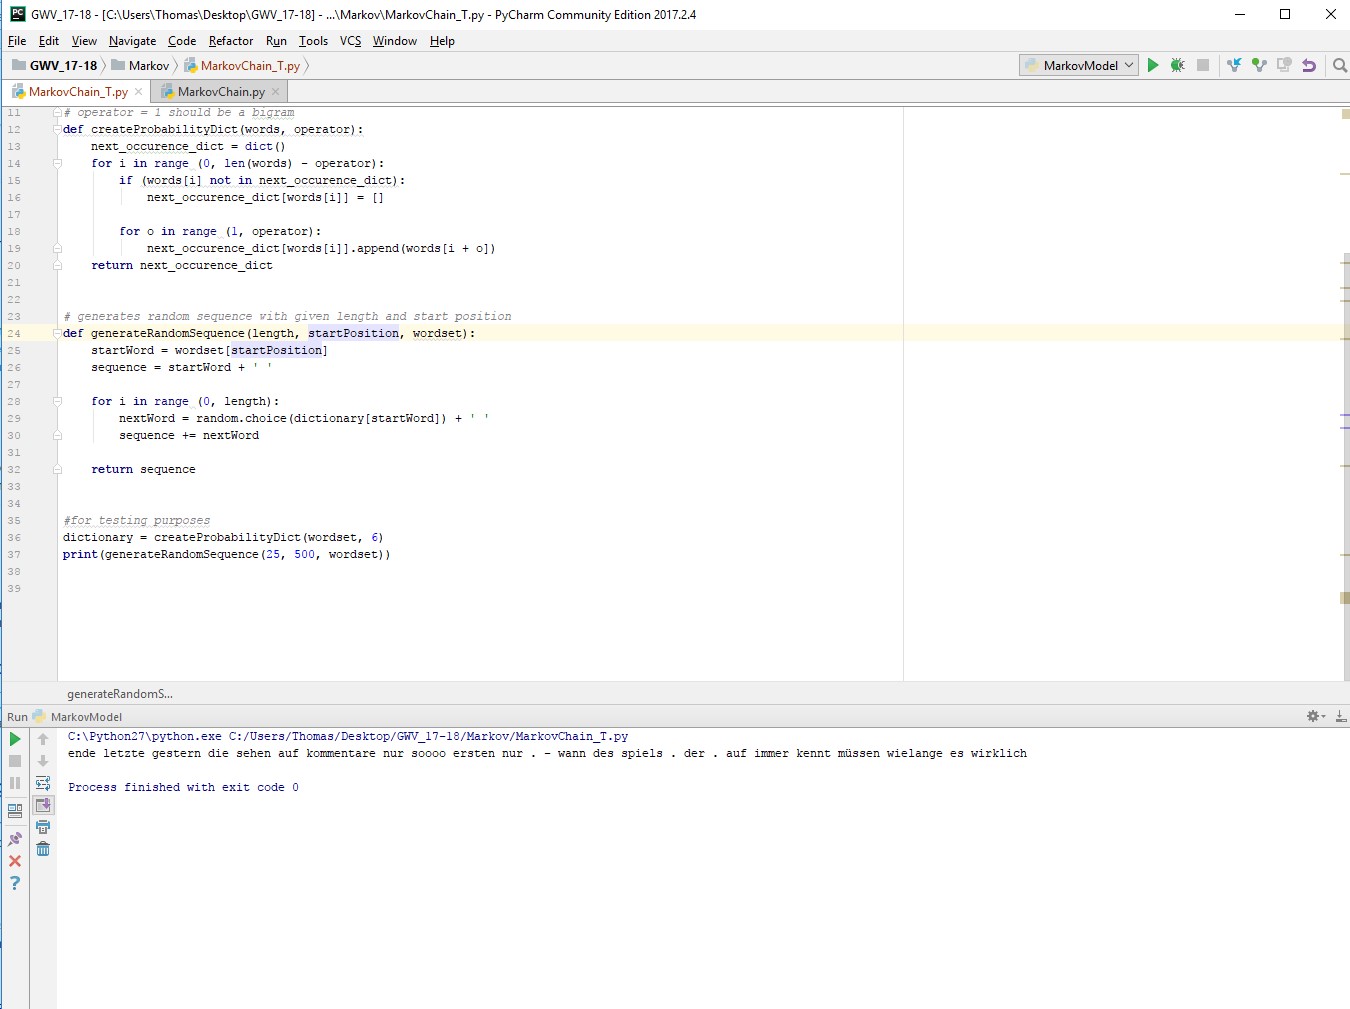 GWV_17-18 - [C:\Users\Thomas\Desktop\GWV_17-18] - ...\Markov\MarkovChain_T.py - PyCharm Community Edition 2017.2.4
File Edit View Navigate Code Refactor Run Tools VCS Window Help
GWV_17-18 Markov MarkovChain_T.py MarkovModel
MarkovChain_T.py MarkovChain.py
11 # operator = 1 should be a bigram
12 def createProbabilityDict(words, operator):
13 next_occurence_dict = dict()
14 for i in range (0, len(words) - operator):
15 if (words[i] not in next_occurence_dict):
16 next_occurence_dict[words[i]] = []
17
18 for o in range (1, operator):
19 next_occurence_dict[words[i]].append(words[i + o])
20 return next_occurence_dict
21
22
23 # generates random sequence with given length and start position
24 def generateRandomSequence(length, startPosition, wordset):
25 startWord = wordset[startPosition]
26 sequence = startWord + ' '
27
28 for i in range (0, length):
29 nextWord = random.choice(dictionary[startWord]) + ' '
30 sequence += nextWord
31
32 return sequence
33
34
35 #for testing purposes
36 dictionary = createProbabilityDict(wordset, 6)
37 print(generateRandomSequence(25, 500, wordset))
38
39
generateRandomS...
Run MarkovModel
C:\Python27\python.exe C:/Users/Thomas/Desktop/GWV_17-18/Markov/MarkovChain_T.py
ende letzte gestern die sehen auf kommentare nur soooo ersten nur . – wann des spiels . der . auf immer kennt müssen wielange es wirklich
Process finished with exit code 0